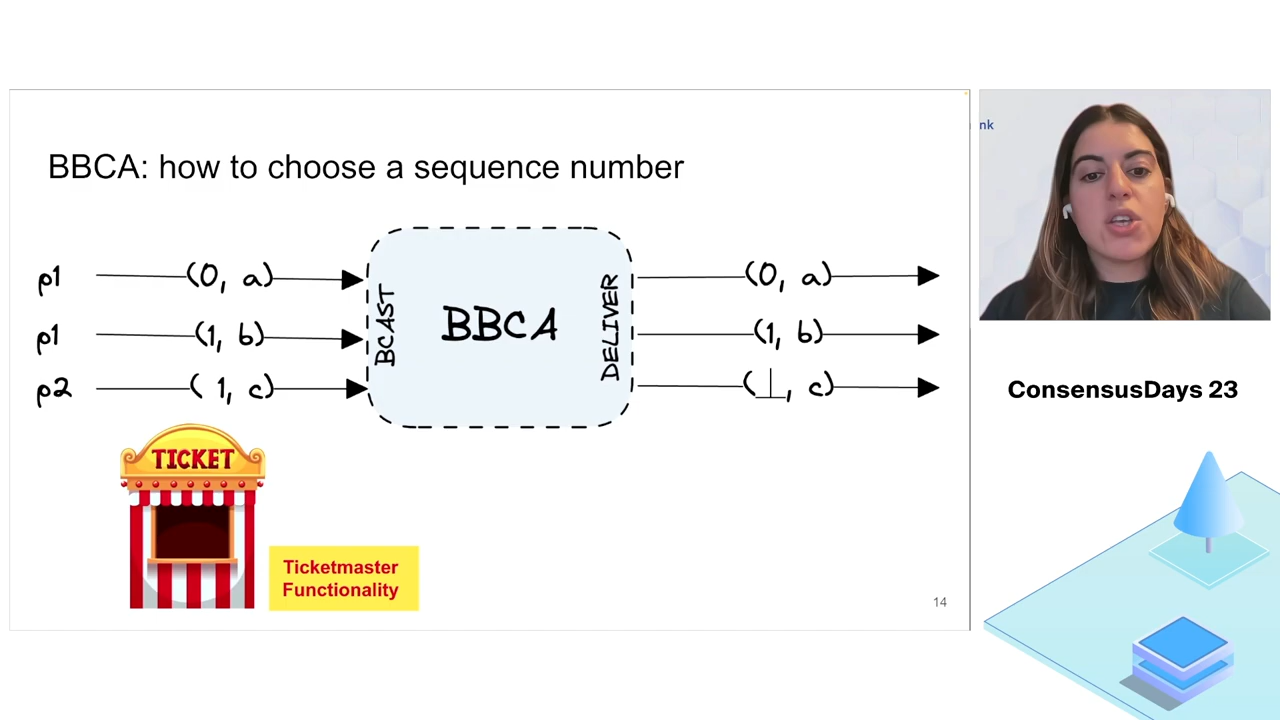 nk
BBCA: how to choose a sequence number
p1 (0, a) (0, a)
p1 (1, b) BCAST BBCA DELIVER (1, b)
p2 (1, c) (⊥, c)
ConsensusDays 23
TICKET
Ticketmaster
Functionality
14